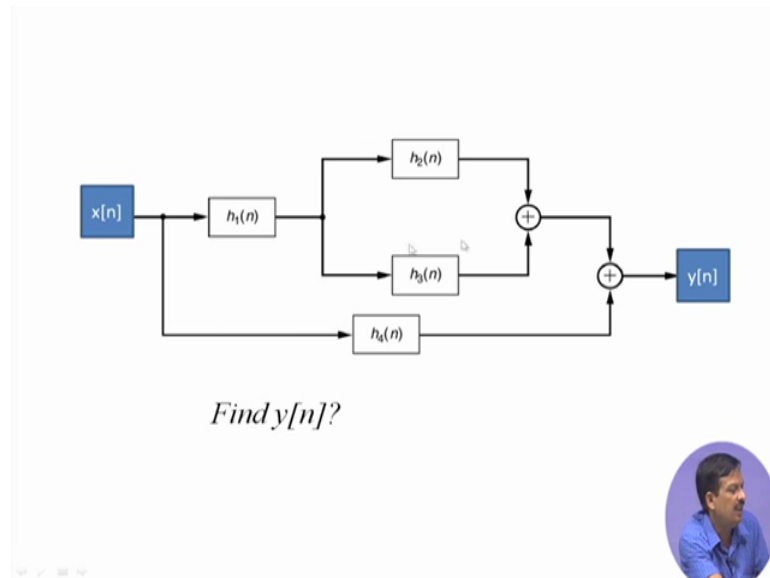 h₂(n)
x[n]
h₁(n)
+
h₃(n)
+
y[n]
h₄(n)
Find y[n]?